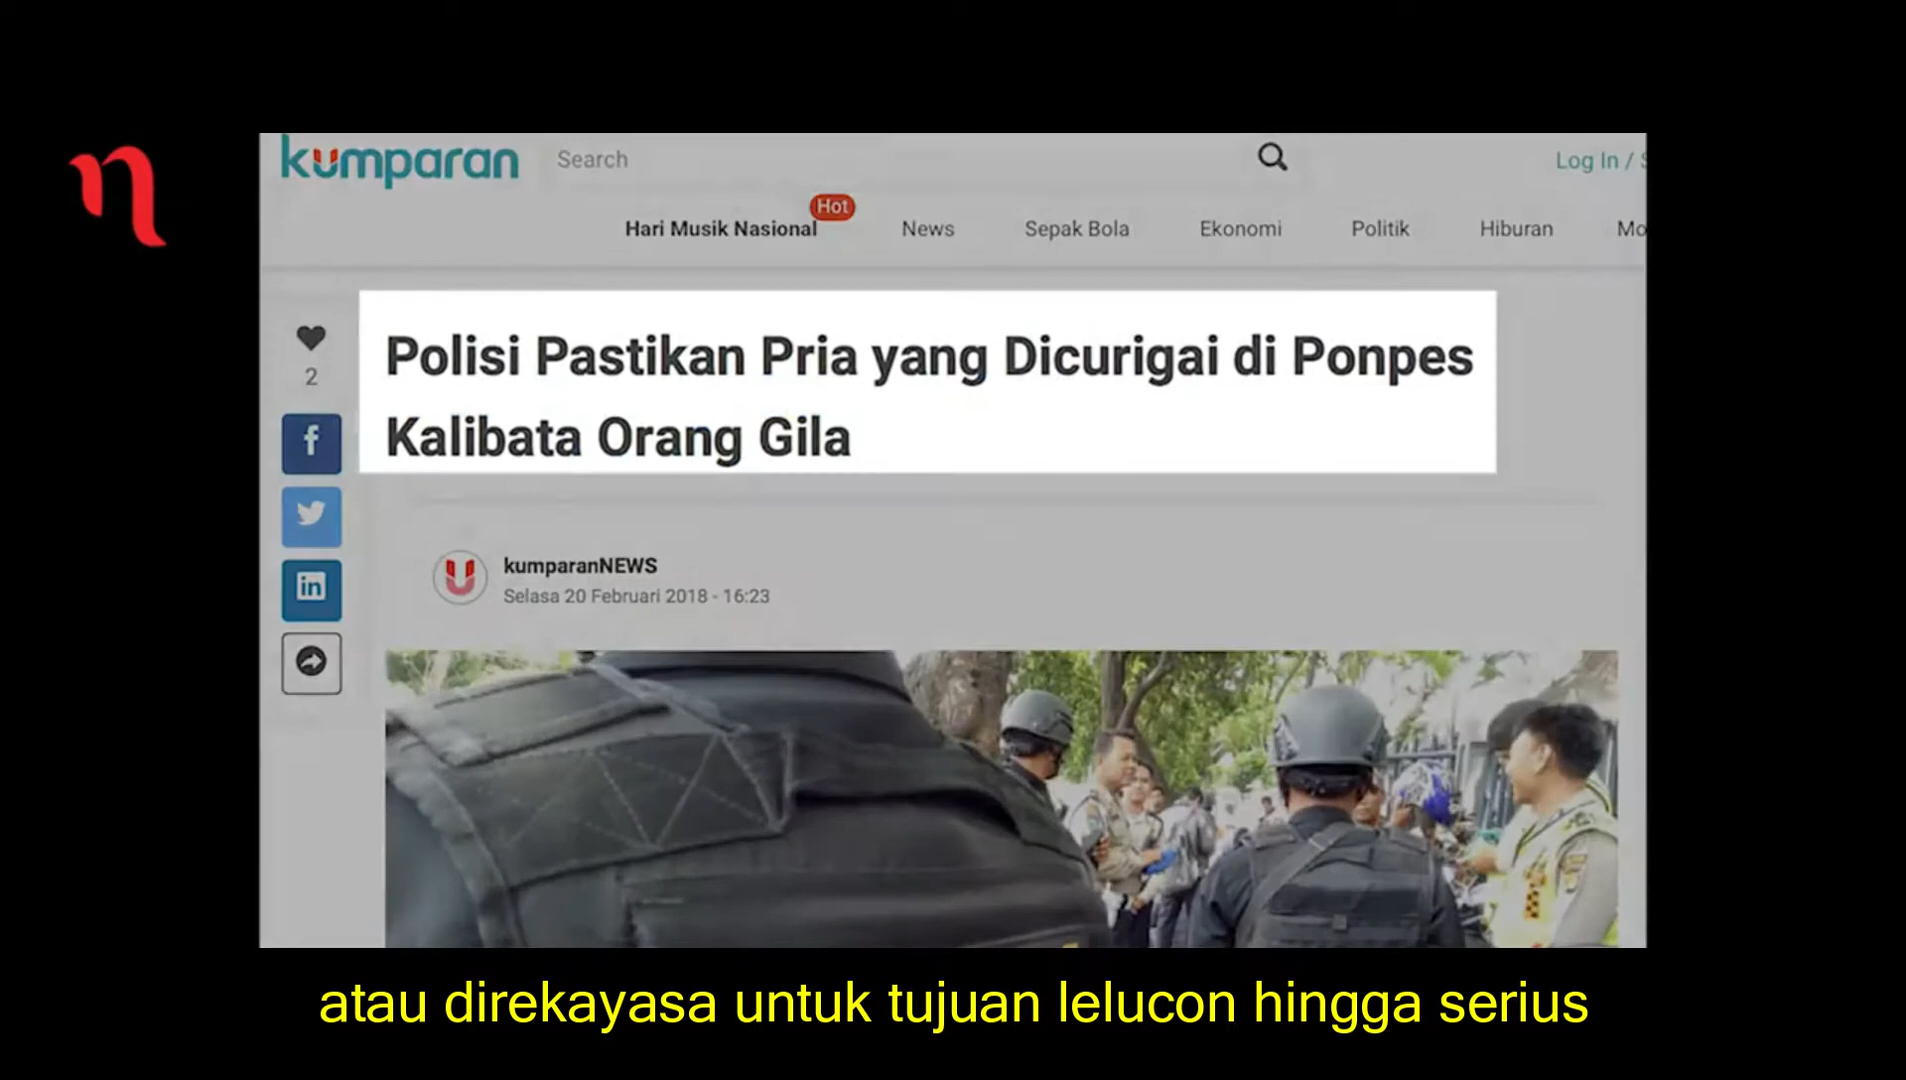 kumparan
Search
Log In /
Hot
Hari Musik Nasional News Sepak Bola Ekonomi Politik Hiburan Mo
Polisi Pastikan Pria yang Dicurigai di Ponpes
Kalibata Orang Gila
2
kumparanNEWS
Selasa 20 Februari 2018 - 16:23
atau direkayasa untuk tujuan lelucon hingga serius